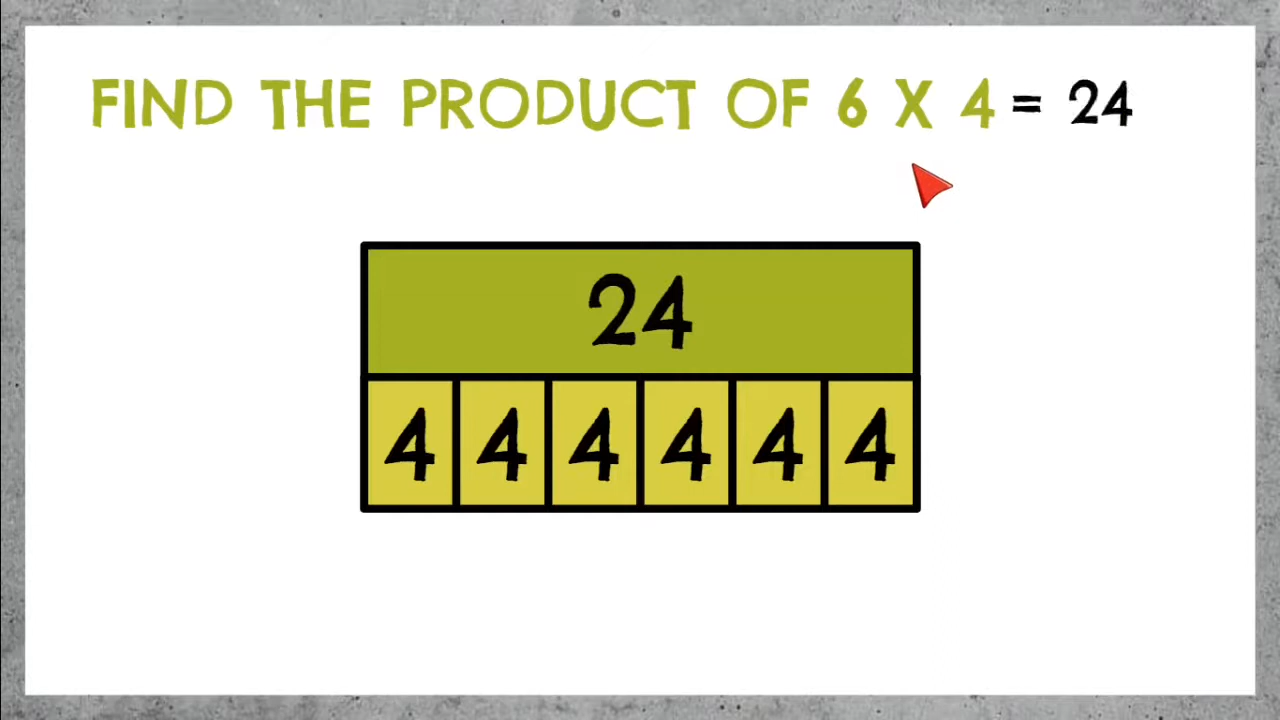 FIND THE PRODUCT OF 6 X 4 = 24
24
4 4 4 4 4 4